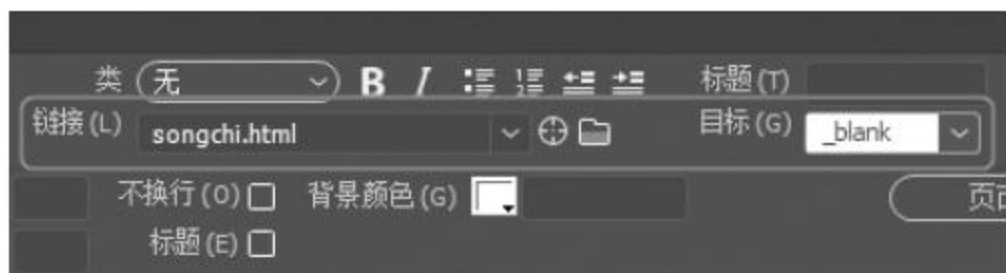 类 无 B I 标题(T)
链接(L) songchi.html 目标(G) _blank
不换行(O) 背景颜色(G)
标题(E)